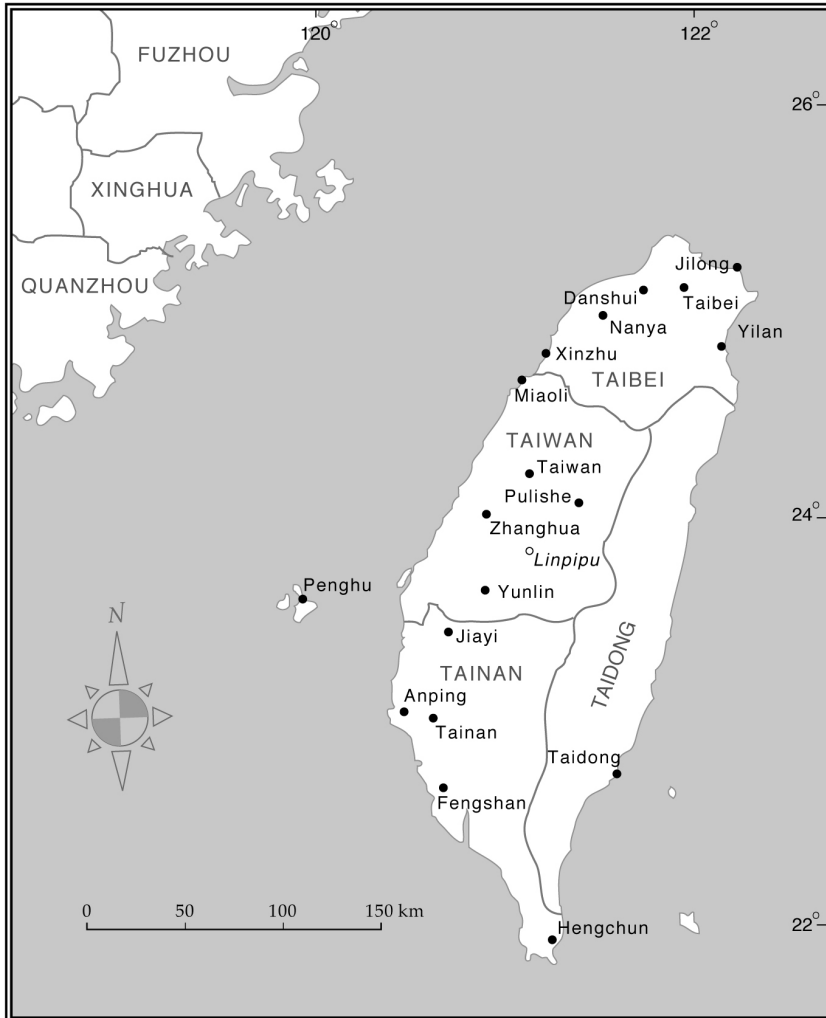 120°
122°
FUZHOU
26°
XINGHUA
QUANZHOU
Jilong
Danshui
Taibei
Nanya
Yilan
Xinzhu
TAIBEI
Miaoli
TAIWAN
Taiwan
Pulishe
24°
Zhanghua
Linpipu
Penghu
Yunlin
N
Jiayi
TAIDONG
TAINAN
Anping
Tainan
Taidong
Fengshan
0 50 100 150 km
Hengchun
22°